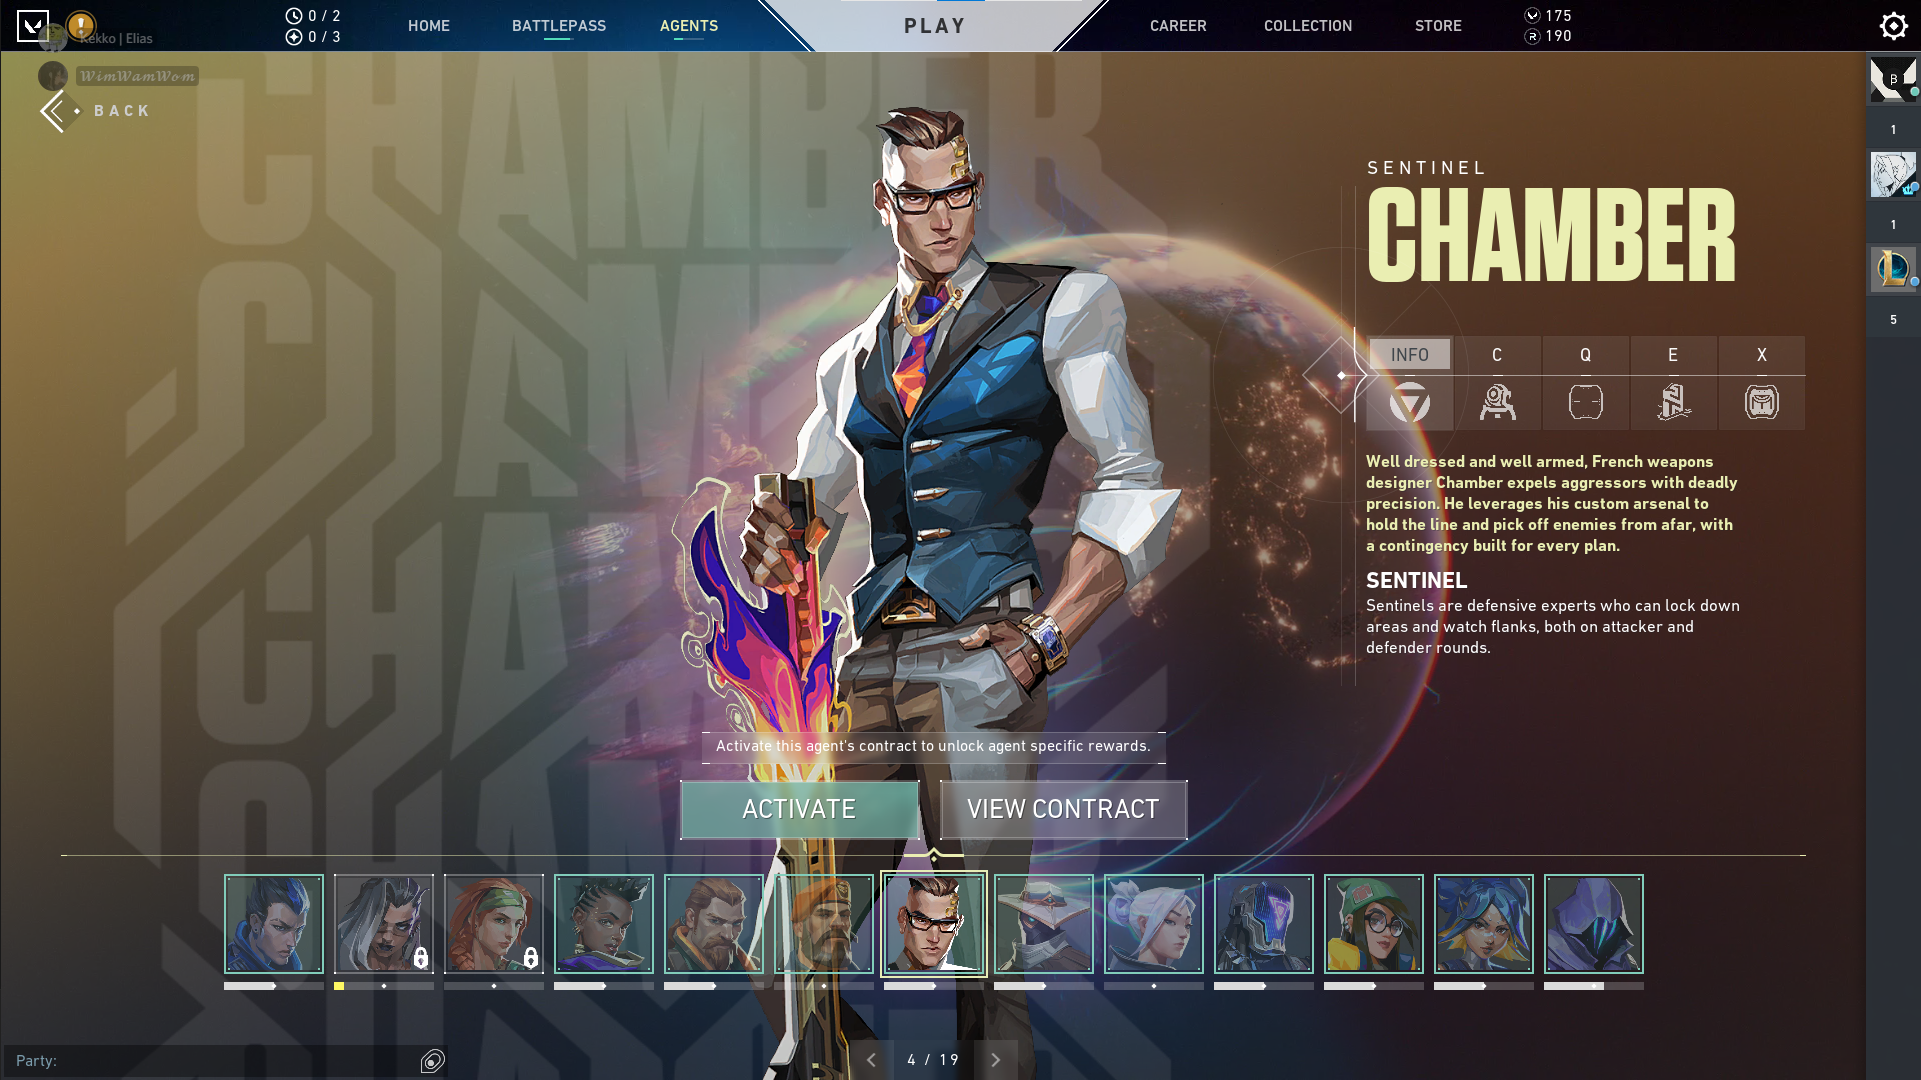 0 / 2
0 / 3
HOME
BATTLEPASS
AGENTS
PLAY
CAREER
COLLECTION
STORE
175
190
Kekko | Elias
WimWamWom
BACK
B
1
1
5
SENTINEL
CHAMBER
INFO
C
Q
E
X
Well dressed and well armed, French weapons
designer Chamber expels aggressors with deadly
precision. He leverages his custom arsenal to
hold the line and pick off enemies from afar, with
a contingency built for every plan.
SENTINEL
Sentinels are defensive experts who can lock down
areas and watch flanks, both on attacker and
defender rounds.
CHAMBER
CHAMBER
CHAMBER
CHAMBER
Activate this agent's contract to unlock agent specific rewards.
ACTIVATE
VIEW CONTRACT
Party:
4 / 19